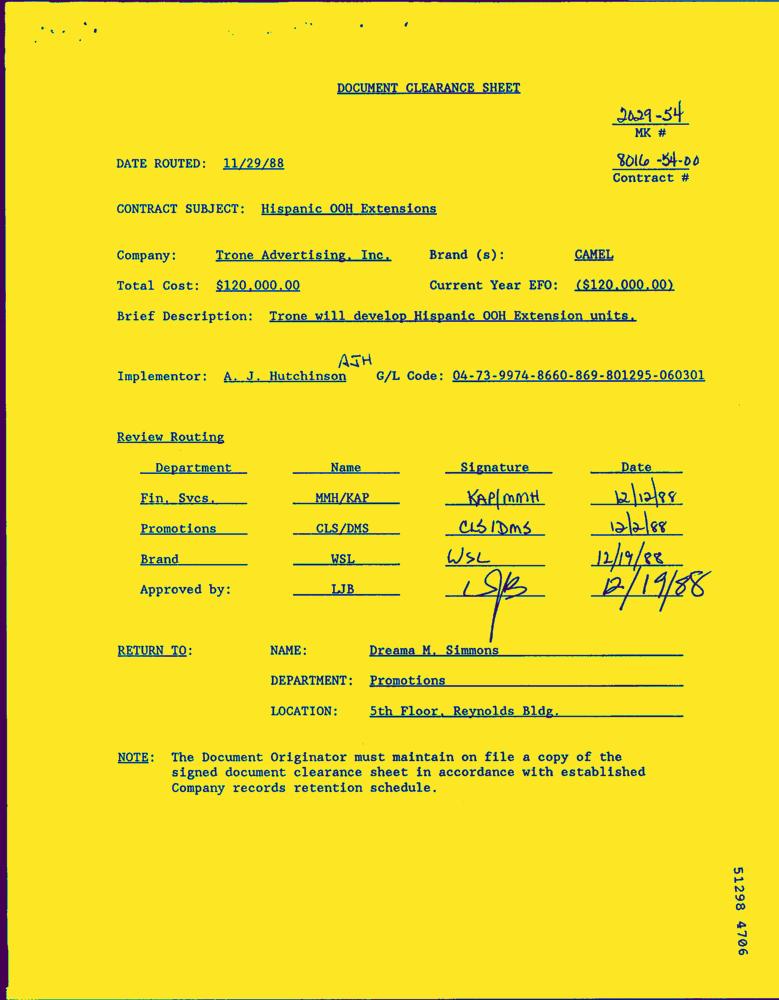 DOCUMENT CLEARANCE SHEET
2029-54
MK #
DATE ROUTED: 11/29/88
8016-54-00
Contract #
CONTRACT SUBJECT: Hispanic OOH Extensions
Company: Trone Advertising, Inc. Brand (s): CAMEL
Total Cost: $120,000.00 Current Year EFO: ($120,000.00)
Brief Description: Trone will develop Hispanic OOH Extension units.
AJH
Implementor: A. J. Hutchinson G/L Code: 04-73-9974-8660-869-801295-060301
Review Routing
Department Name Signature Date
Fin. Svcs. MMH/KAP KAP/MMH 12/12/88
Promotions CLS/DMS CLS/DMS 12/2/88
Brand WSL WSL 12/19/88
Approved by: LJB LJB 12/19/88
RETURN TO: NAME: Dreama M. Simmons
DEPARTMENT: Promotions
LOCATION: 5th Floor, Reynolds Bldg.
NOTE: The Document Originator must maintain on file a copy of the
signed document clearance sheet in accordance with established
Company records retention schedule.
51298 4706